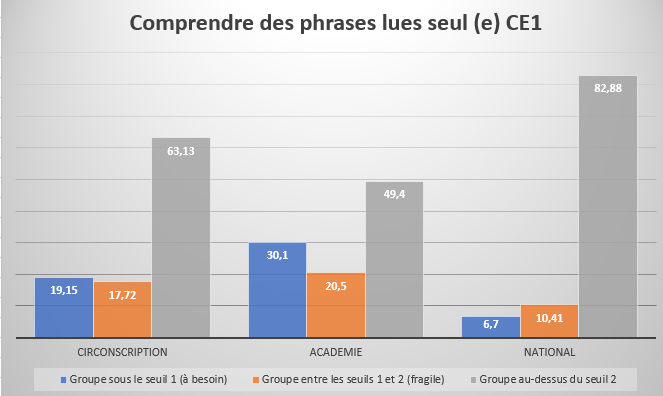 Comprendre des phrases lues seul (e) CE1
82,88
63,13
49,4
30,1
19,15
17,72
20,5
6,7
10,41
CIRCONSCRIPTION
ACADEMIE
NATIONAL
Groupe sous le seuil 1 (à besoin)
Groupe entre les seuils 1 et 2 (fragile)
Groupe au-dessus du seuil 2